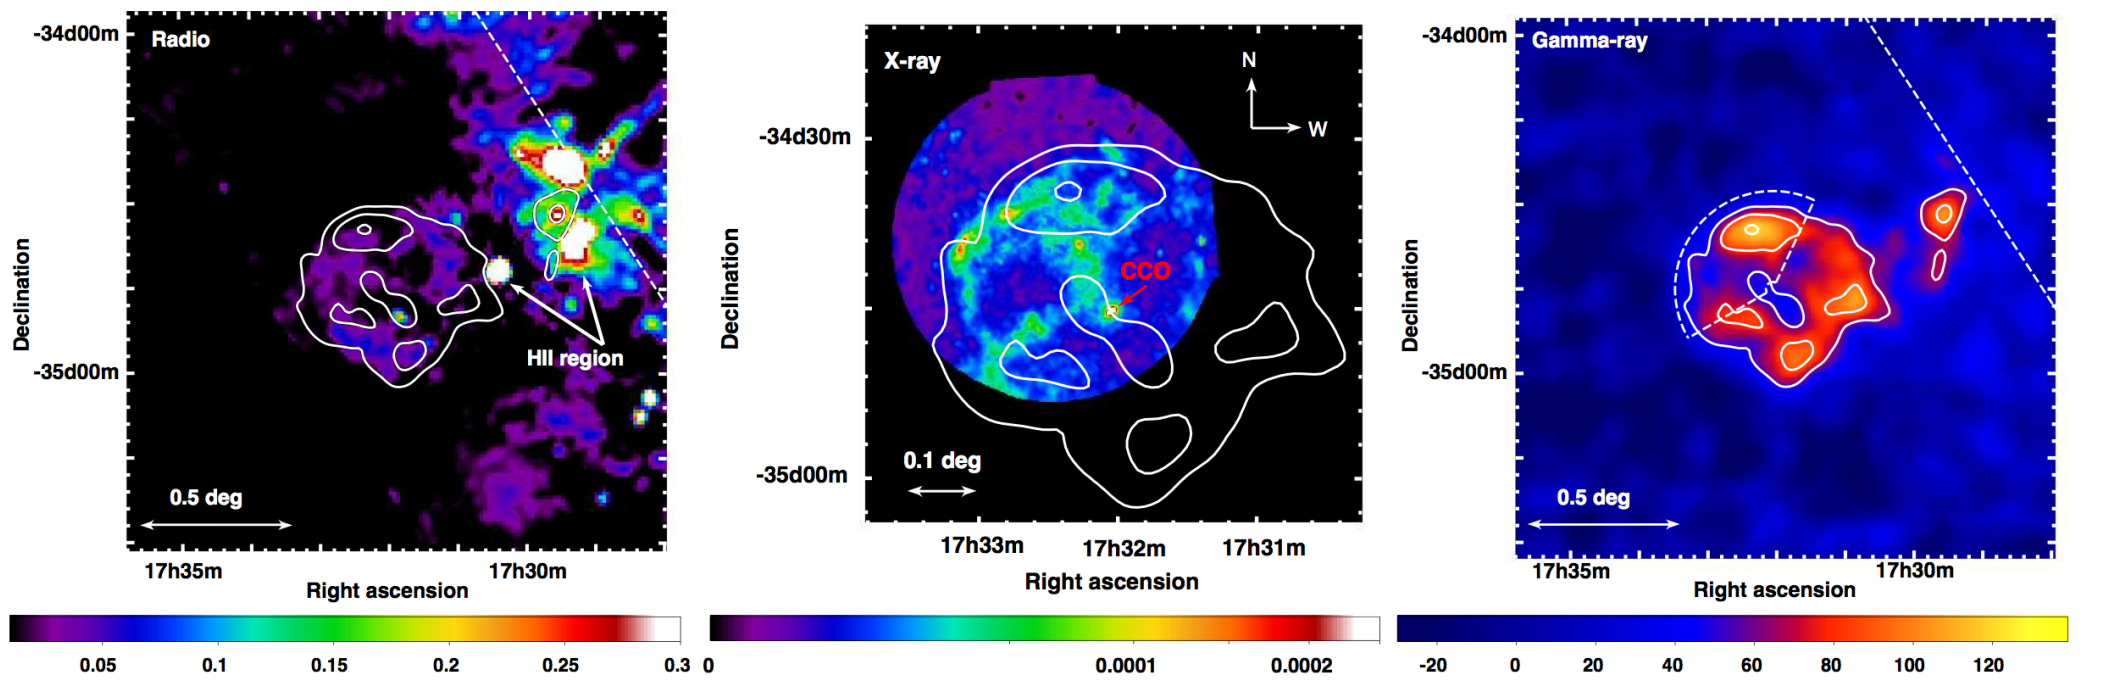 Radio
-34d00m
-35d00m
Declination
HII region
0.5 deg
17h35m
17h30m
Right ascension
0.05
0.1
0.15
0.2
0.25
0.3
X-ray
N
W
-34d30m
CCO
Declination
0.1 deg
-35d00m
17h33m
17h32m
17h31m
Right ascension
0
0.0001
0.0002
Gamma-ray
-34d00m
Declination
-35d00m
0.5 deg
17h35m
17h30m
Right ascension
-20
0
20
40
60
80
100
120